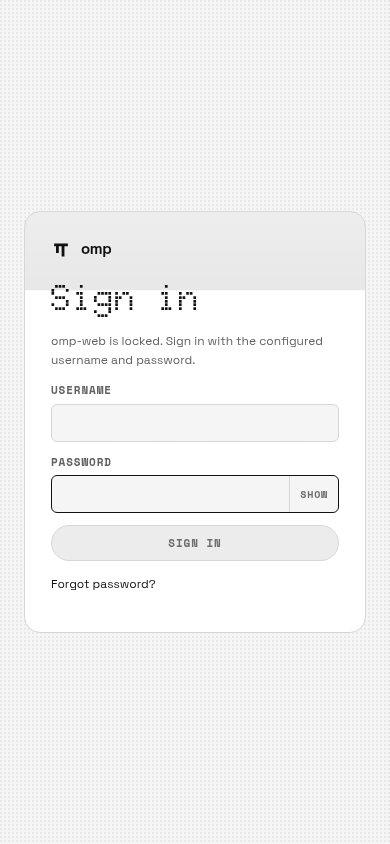 omp
Sign in
omp-web is locked. Sign in with the configured
username and password.
USERNAME
PASSWORD
SHOW
SIGN IN
Forgot password?